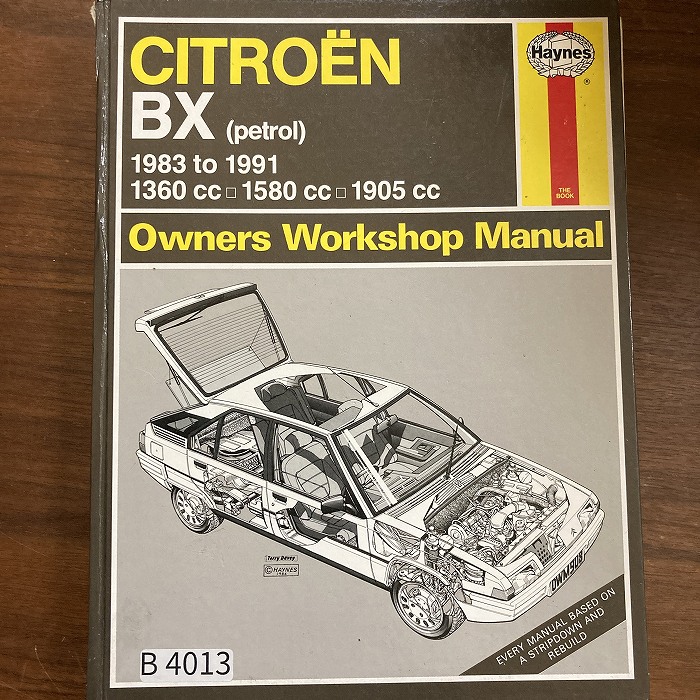 CITROËN
BX (petrol)
1983 to 1991
1360 cc □ 1580 cc □ 1905 cc
Haynes
®
THE
BOOK
Owners Workshop Manual
Terry Davey
© HAYNES
OWM908
EVERY MANUAL BASED ON
A STRIPDOWN AND
REBUILD
B 4013